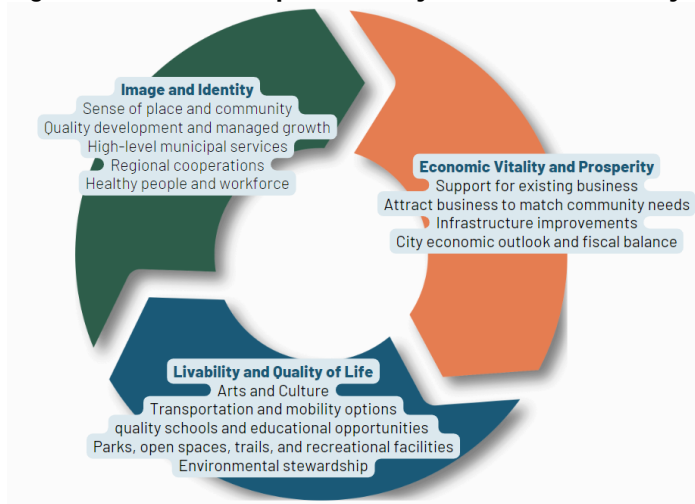 Image and Identity
Sense of place and community
Quality development and managed growth
High-level municipal services
Regional cooperations
Healthy people and workforce
Economic Vitality and Prosperity
Support for existing business
Attract business to match community needs
Infrastructure improvements
City economic outlook and fiscal balance
Livability and Quality of Life
Arts and Culture
Transportation and mobility options
quality schools and educational opportunities
Parks, open spaces, trails, and recreational facilities
Environmental stewardship